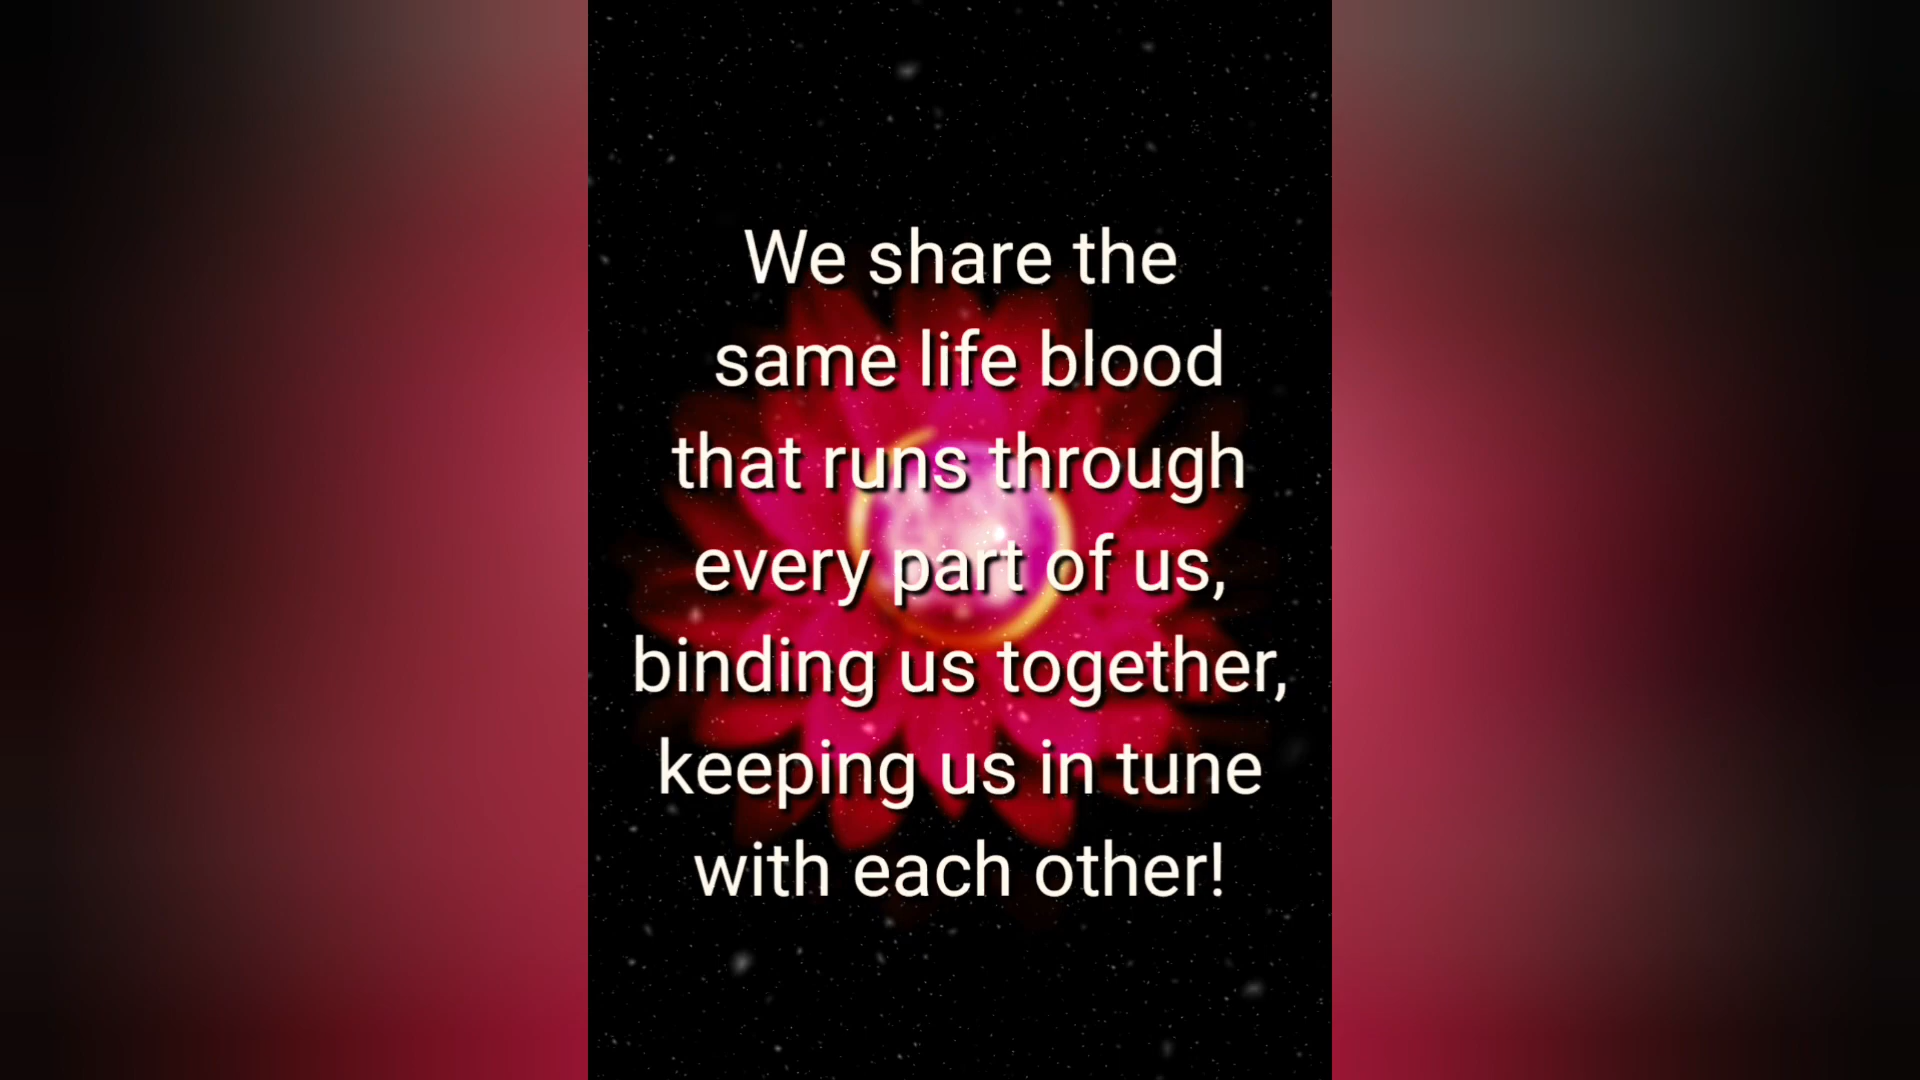 We share the
same life blood
that runs through
every part of us,
binding us together,
keeping us in tune
with each other!